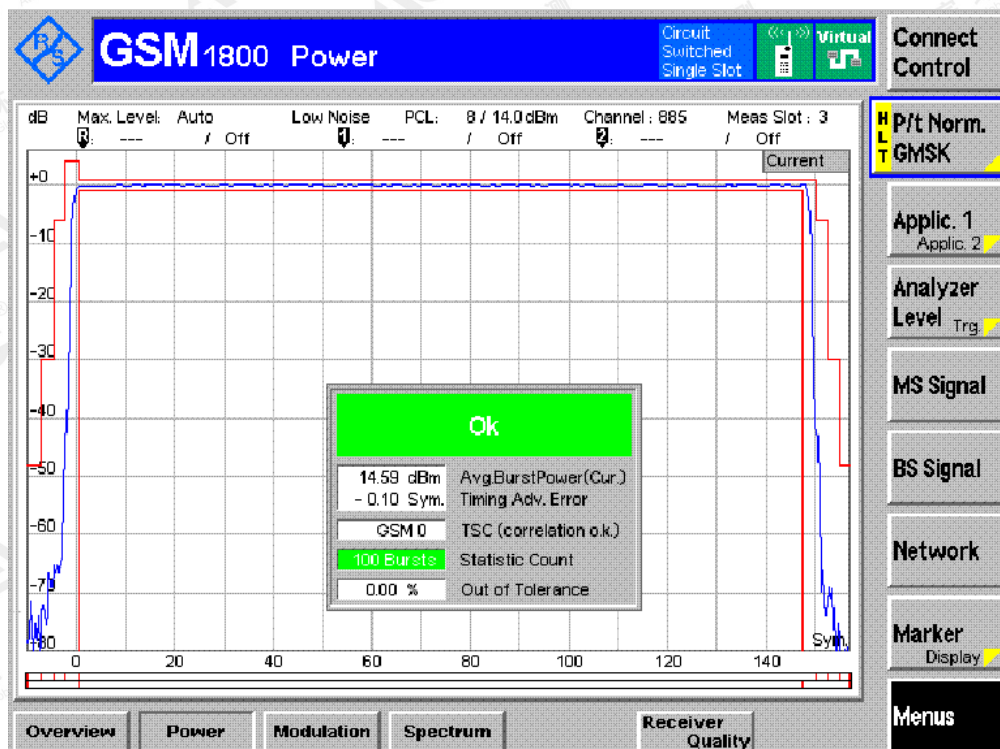 R/S
GSM 1800 Power
Circuit Switched Single Slot
Virtual
Connect Control
dB Max. Level: Auto Low Noise PCL: 8 / 14.0 dBm Channel : 885 Meas Slot : 3
R: --- / Off 1: --- / Off 2: --- / Off
Current
HLT
P/t Norm. GMSK
+0
-10
-20
-30
-40
-50
-60
-70
-80
Ok
14.59 dBm Avg.BurstPower(Cur.)
- 0.10 Sym. Timing Adv. Error
GSM 0 TSC (correlation o.k.)
100 Bursts Statistic Count
0.00 % Out of Tolerance
Sym.
0 20 40 60 80 100 120 140
Applic. 1
Applic. 2
Analyzer Level Trg.
MS Signal
BS Signal
Network
Marker
Display
Menus
Overview Power Modulation Spectrum Receiver Quality